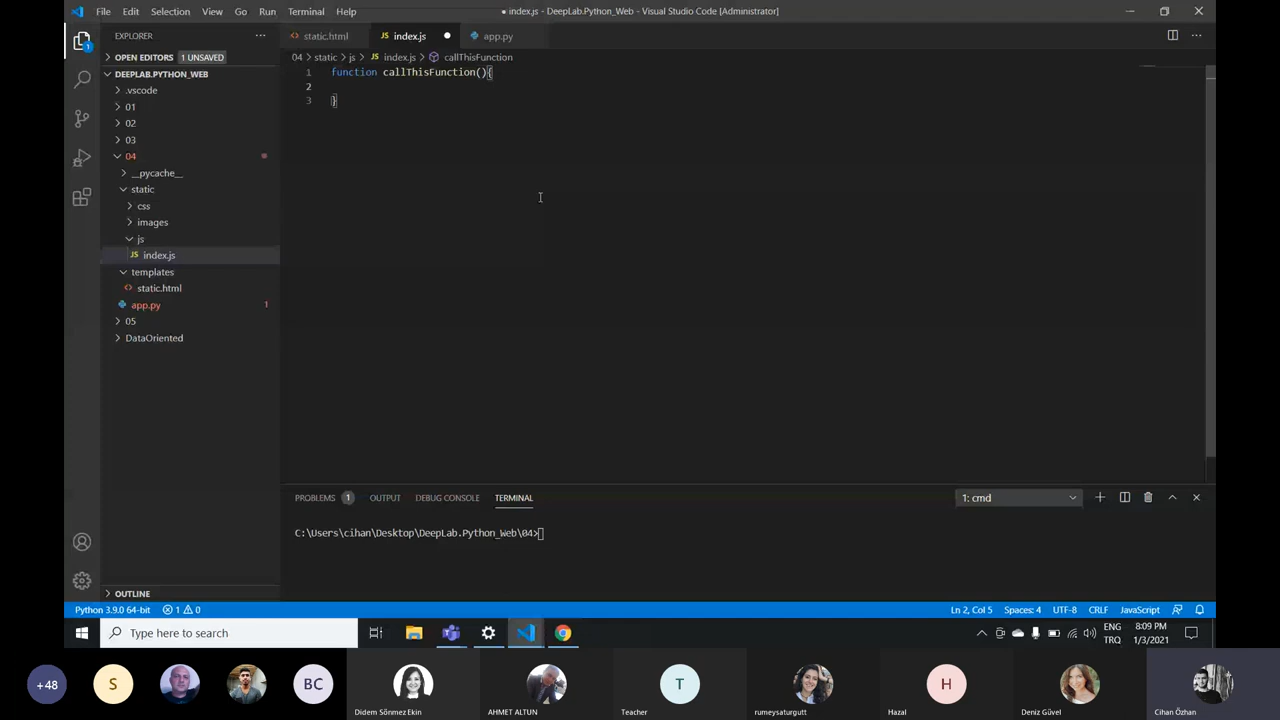 File Edit Selection View Go Run Terminal Help
● index.js - DeepLab.Python_Web - Visual Studio Code [Administrator]
EXPLORER
static.html index.js app.py
OPEN EDITORS 1 UNSAVED
04 > static > js > index.js > callThisFunction
DEEPLAB.PYTHON_WEB
.vscode
01
02
03
04
__pycache__
static
css
images
js
JS index.js
templates
static.html
app.py 1
05
DataOriented
OUTLINE
1 function callThisFunction(){
2
3 }
PROBLEMS 1 OUTPUT DEBUG CONSOLE TERMINAL
1: cmd
C:\Users\cihan\Desktop\DeepLab.Python_Web\04>
Python 3.9.0 64-bit 1 0
Ln 2, Col 5 Spaces: 4 UTF-8 CRLF JavaScript
Type here to search
ENG
TRQ
8:09 PM
1/3/2021
+48 S BC T H
Didem Sönmez Ekin AHMET ALTUN Teacher rumeysaturgutt Hazal Deniz Güvel Cihan Özhan